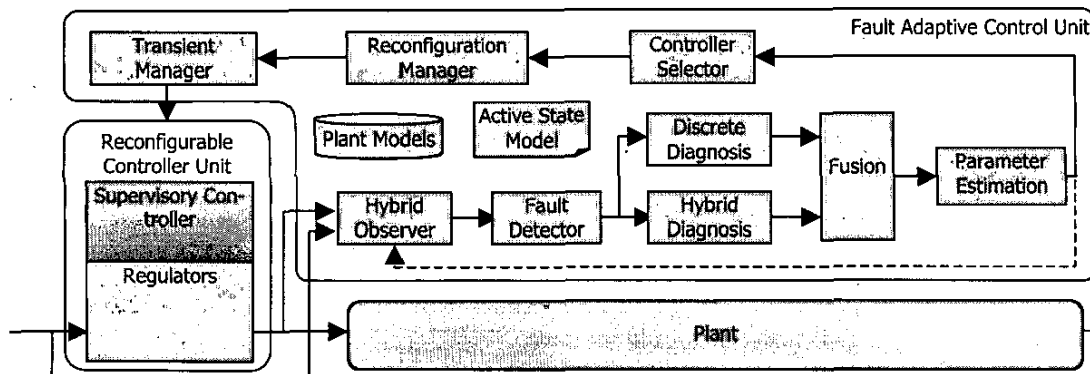 Fault Adaptive Control Unit
Transient
Manager
Reconfiguration
Manager
Controller
Selector
Reconfigurable
Controller Unit
Supervisory Con-
troller
Regulators
Plant Models
Active State
Model
Discrete
Diagnosis
Fusion
Parameter
Estimation
Hybrid
Observer
Fault
Detector
Hybrid
Diagnosis
Plant